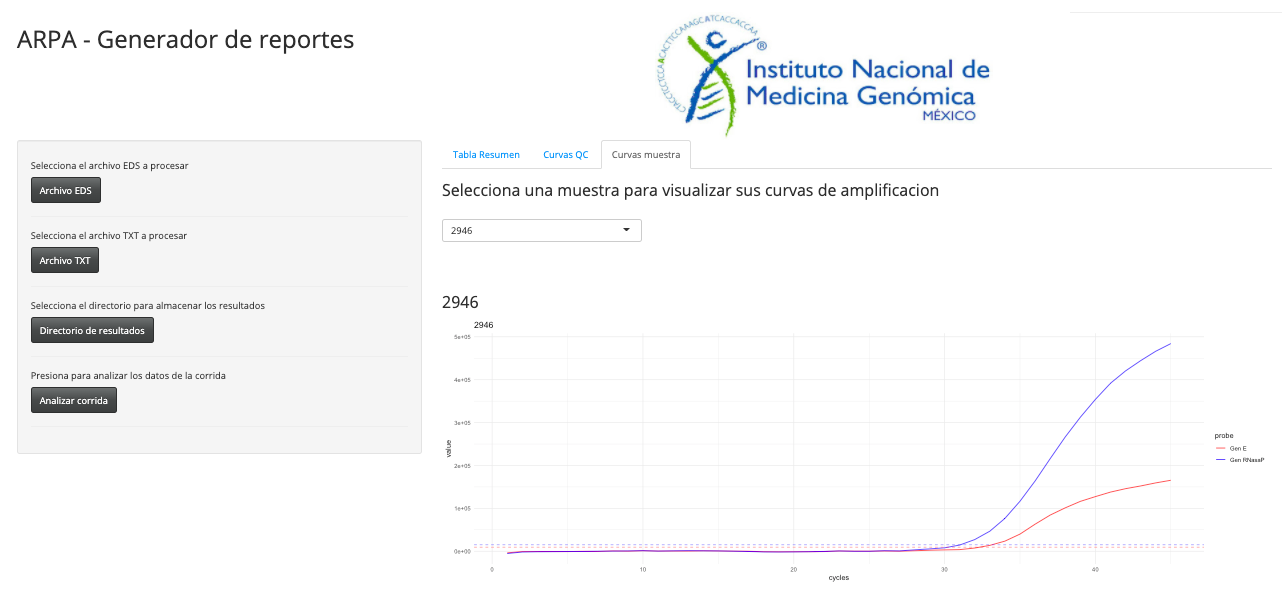 ARPA - Generador de reportes
Instituto Nacional de
Medicina Genómica
MÉXICO
®
Selecciona el archivo EDS a procesar
Archivo EDS
Selecciona el archivo TXT a procesar
Archivo TXT
Selecciona el directorio para almacenar los resultados
Directorio de resultados
Presiona para analizar los datos de la corrida
Analizar corrida
Tabla Resumen
Curvas QC
Curvas muestra
Selecciona una muestra para visualizar sus curvas de amplificacion
2946
2946
2946
5e+05
4e+05
3e+05
2e+05
1e+05
0e+00
value
0
10
20
30
40
cycles
probe
Gen E
Gen RNasaP